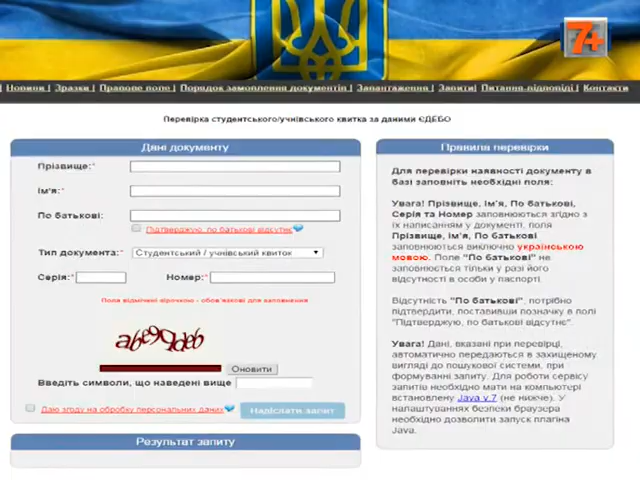 7+
| Новини | Зразки | Правове поле | Порядок замовлення документів | Завантаження | Запити | Питання-відповіді | Контакти
Перевірка студентського/учнівського квитка за даними ЄДЕБО
Дані документу
Прізвище:*
Ім'я:*
По батькові:
Підтверджую, по батькові відсутнє
Тип документа:* Студентський / учнівський квиток
Серія:* Номер:*
Поля відмічені зірочкою - обов'язкові для заповнення
Оновити
Введіть символи, що наведені вище
Даю згоду на обробку персональних даних Надіслати запит
Результат запиту
Правила перевірки
Для перевірки наявності документу в
базі заповніть необхідні поля:
Увага! Прізвище, Ім'я, По батькові,
Серія та Номер заповнюються згідно з
їх написанням у документі, поля
Прізвище, Ім'я, По батькові
заповнюються виключно українською
мовою. Поле "По батькові" не
заповнюється тільки у разі його
відсутності в особи у паспорті.
Відсутність "По батькові", потрібно
підтвердити, поставивши позначку в полі
"Підтверджую, по батькові відсутнє".
Увага! Дані, вказані при перевірці,
автоматично передаються в захищеному
вигляді до пошукової системи, при
формуванні запиту. Для роботи сервісу
запитів необхідно мати на компьютері
встановлену Java v.7 (не нижче). У
налаштуваннях безпеки браузера
необхідно дозволити запуск плагіна
Java.